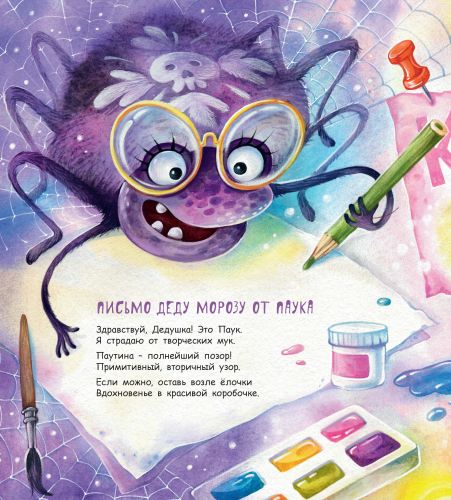 ПИСЬМО ДЕДУ МОРОЗУ ОТ ПАУКА
Здравствуй, Дедушка! Это Паук.
Я страдаю от творческих мук.
Паутина – полнейший позор!
Примитивный, вторичный узор.
Если можно, оставь возле ёлочки
Вдохновенье в красивой коробочке.
К